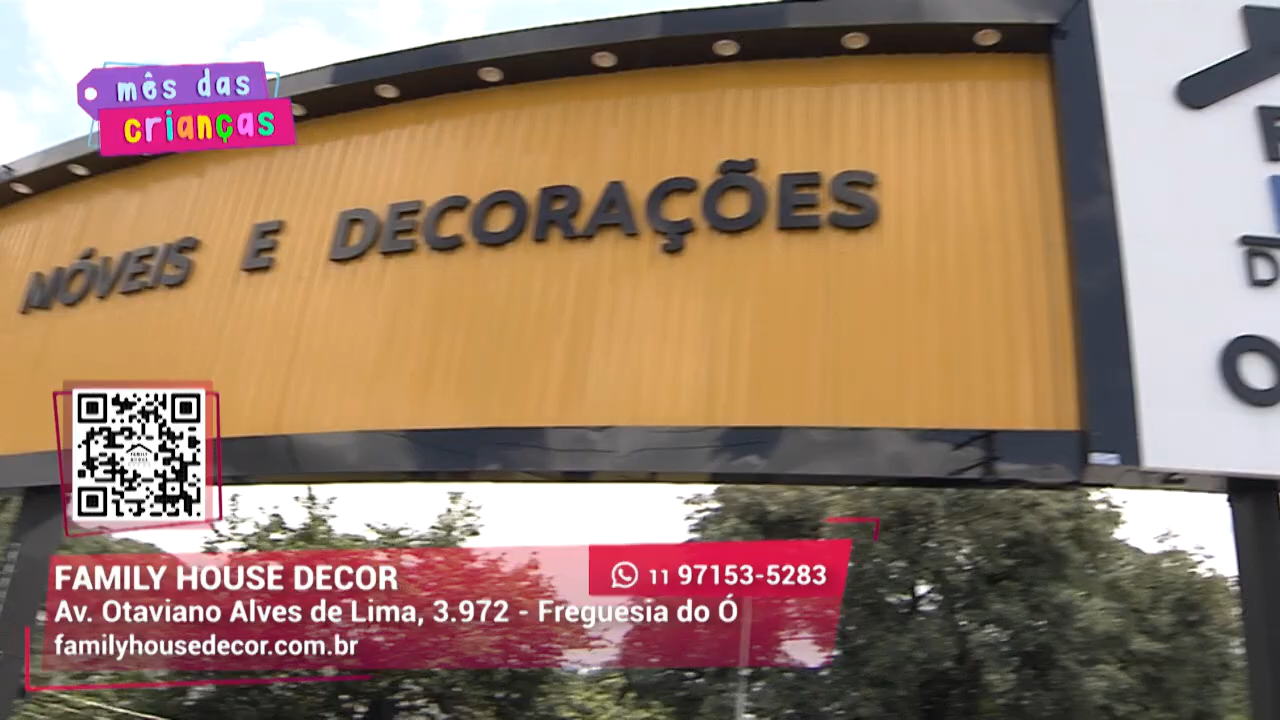 mês das
crianças
MÓVEIS E DECORAÇÕES
FAMILY HOUSE DECOR
11 97153-5283
Av. Otaviano Alves de Lima, 3.972 - Freguesia do Ó
familyhousedecor.com.br